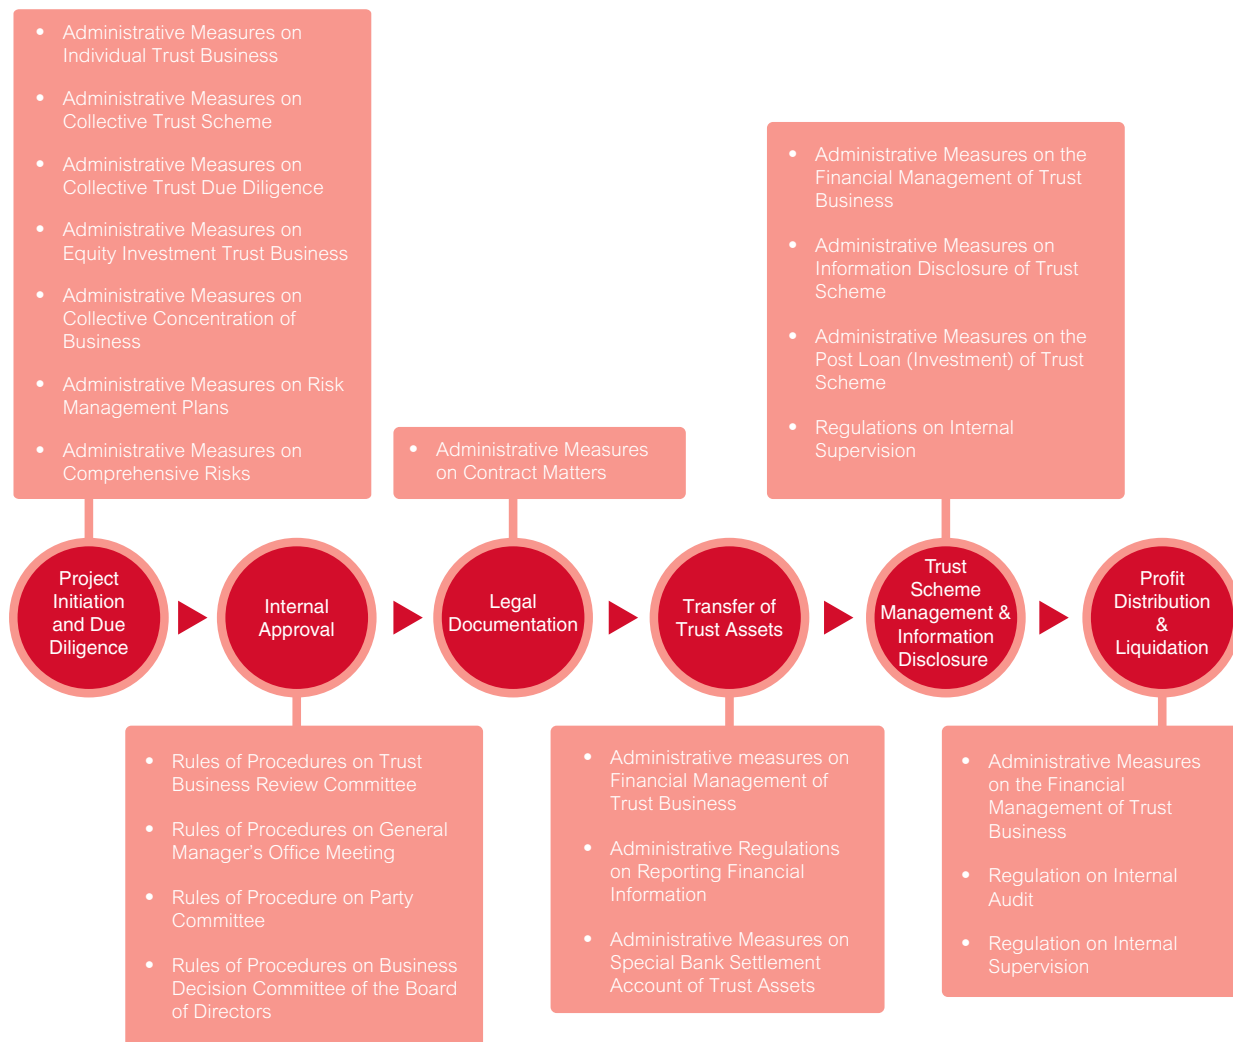 • Administrative Measures on
Individual Trust Business
• Administrative Measures on
Collective Trust Scheme
• Administrative Measures on
Collective Trust Due Diligence
• Administrative Measures on
Equity Investment Trust Business
• Administrative Measures on
Collective Concentration of
Business
• Administrative Measures on Risk
Management Plans
• Administrative Measures on
Comprehensive Risks
• Administrative Measures
on Contract Matters
• Administrative Measures on the
Financial Management of Trust
Business
• Administrative Measures on
Information Disclosure of Trust
Scheme
• Administrative Measures on the
Post Loan (Investment) of Trust
Scheme
• Regulations on Internal
Supervision
Project
Initiation
and Due
Diligence
Internal
Approval
Legal
Documentation
Transfer of
Trust Assets
Trust
Scheme
Management &
Information
Disclosure
Profit
Distribution
&
Liquidation
• Rules of Procedures on Trust
Business Review Committee
• Rules of Procedures on General
Manager's Office Meeting
• Rules of Procedure on Party
Committee
• Rules of Procedures on Business
Decision Committee of the Board
of Directors
• Administrative measures on
Financial Management of
Trust Business
• Administrative Regulations
on Reporting Financial
Information
• Administrative Measures on
Special Bank Settlement
Account of Trust Assets
• Administrative Measures
on the Financial
Management of Trust
Business
• Regulation on Internal
Audit
• Regulation on Internal
Supervision